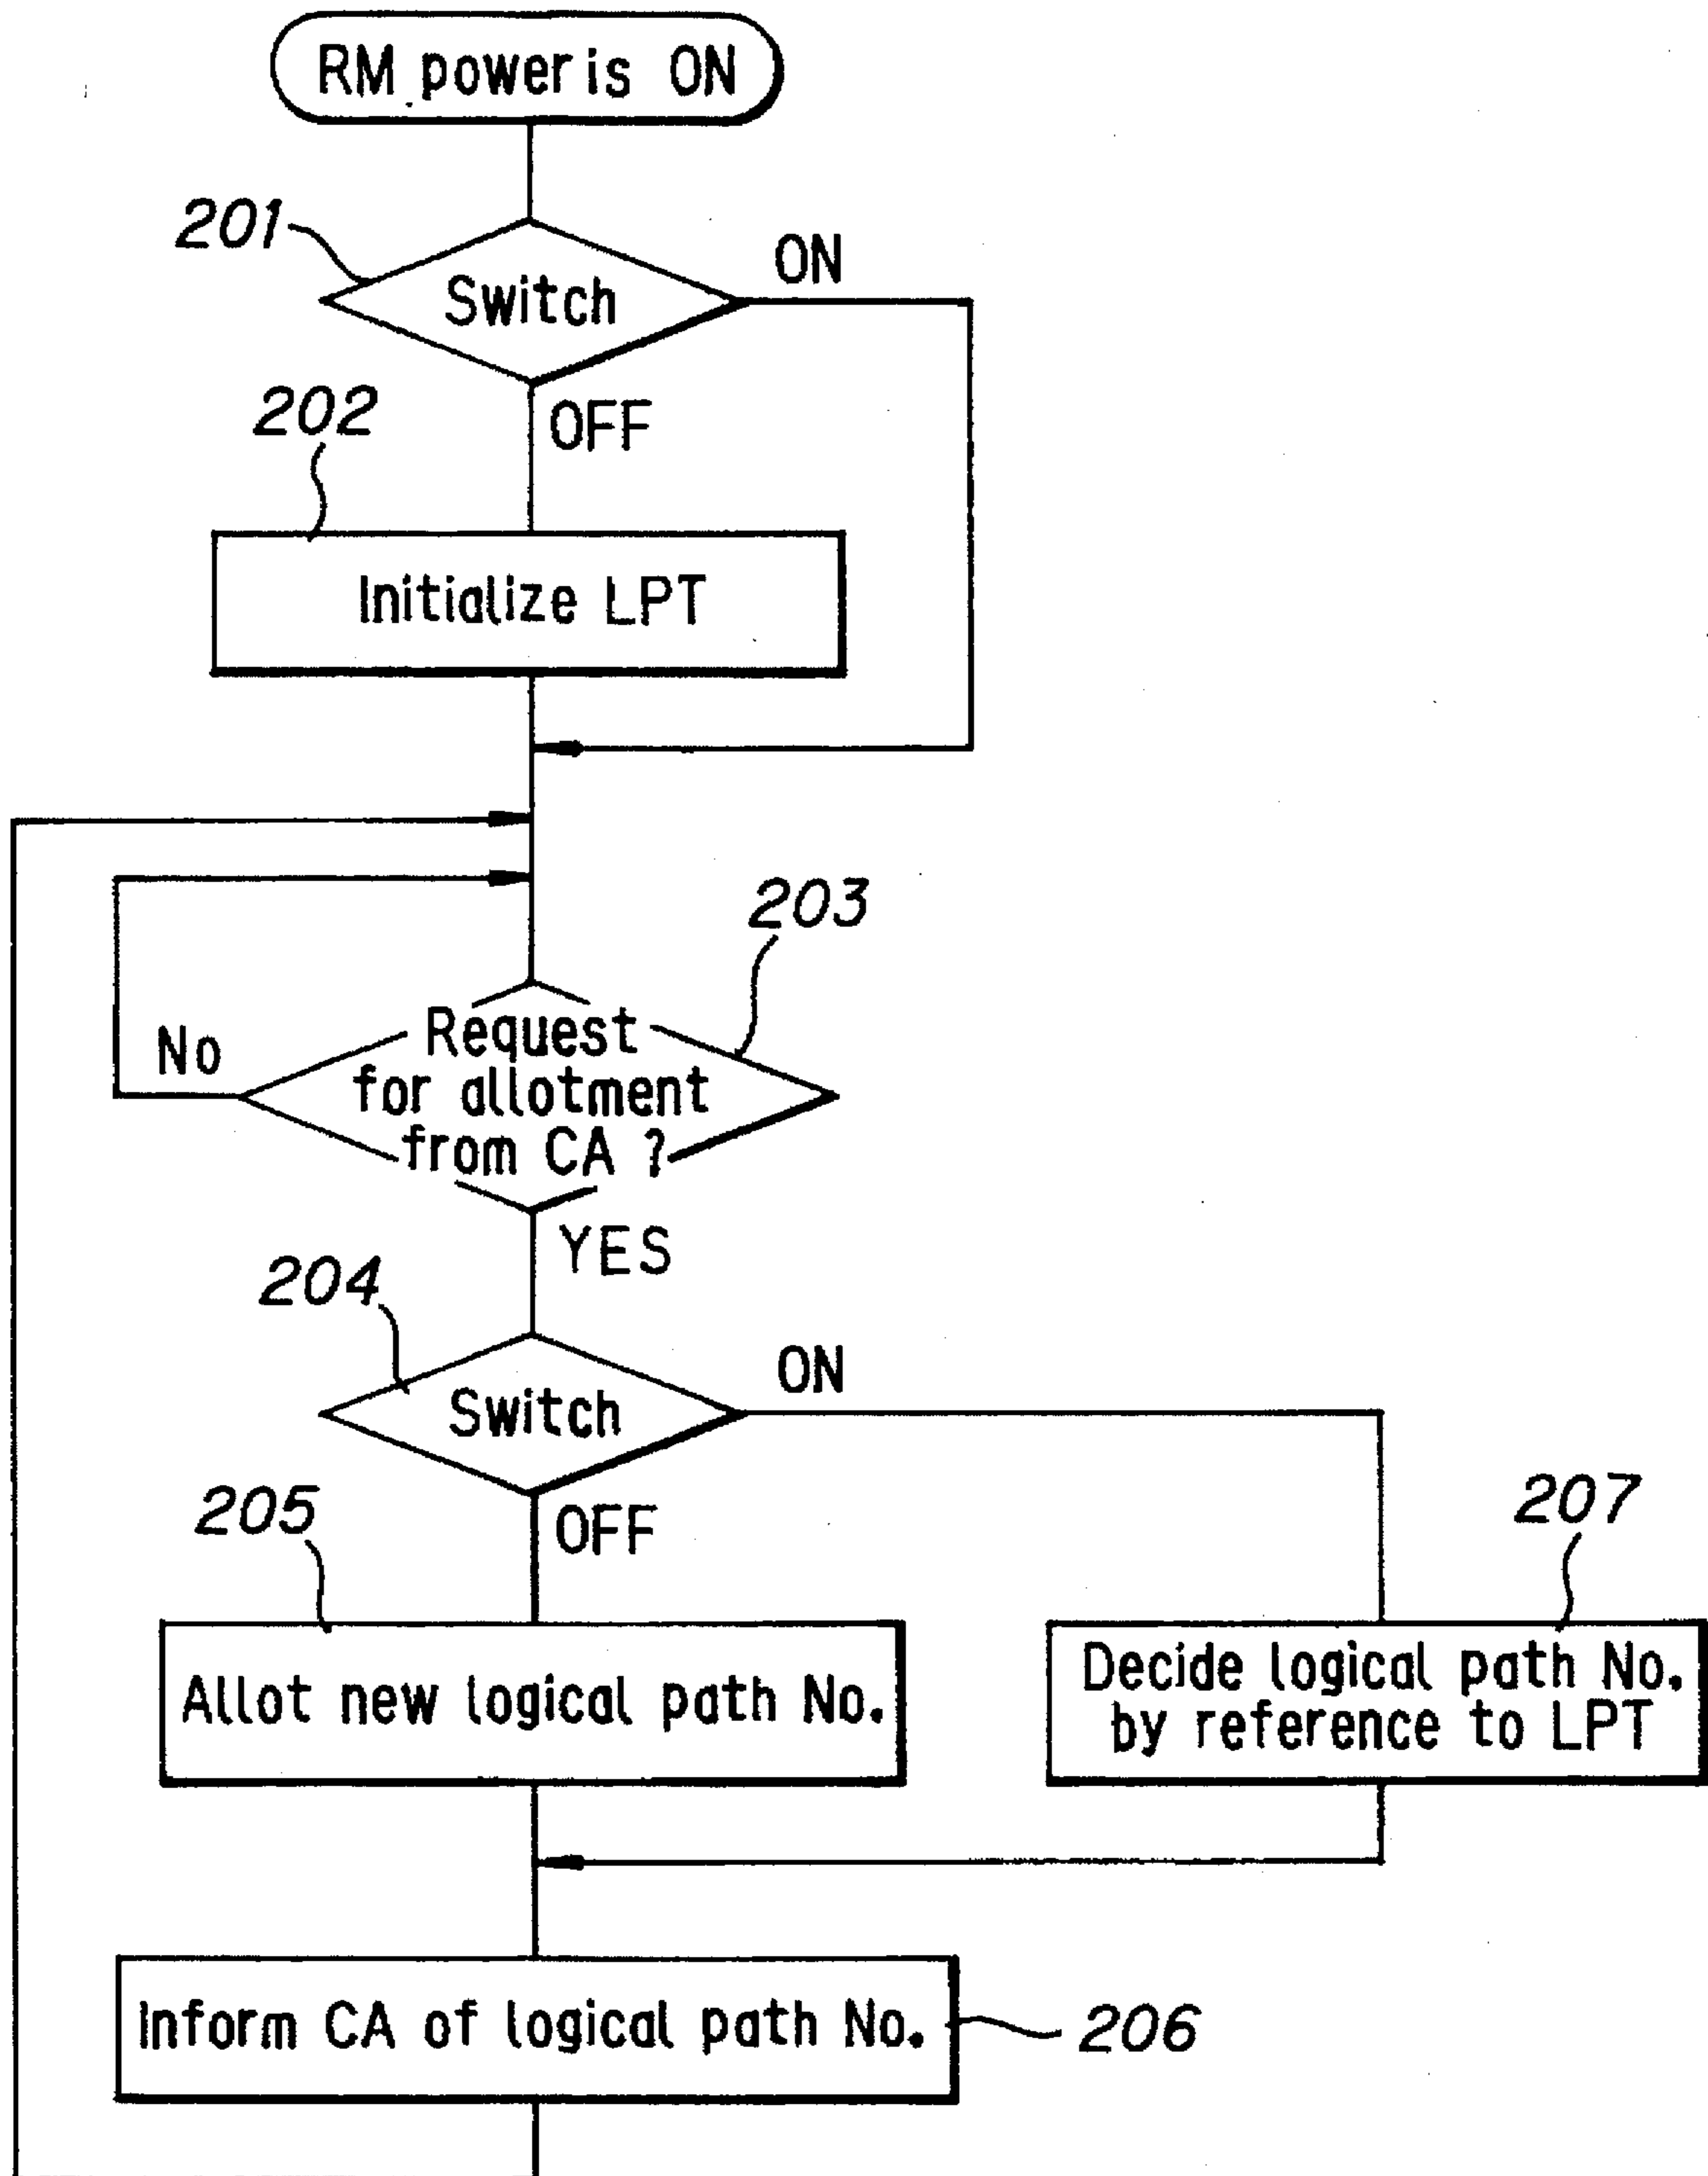 RM power is ON
201
Switch
ON
OFF
202
Initialize LPT
203
No
Request
for allotment
from CA ?
YES
204
Switch
ON
OFF
205
207
Allot new logical path No.
Decide logical path No.
by reference to LPT
Inform CA of logical path No.
206